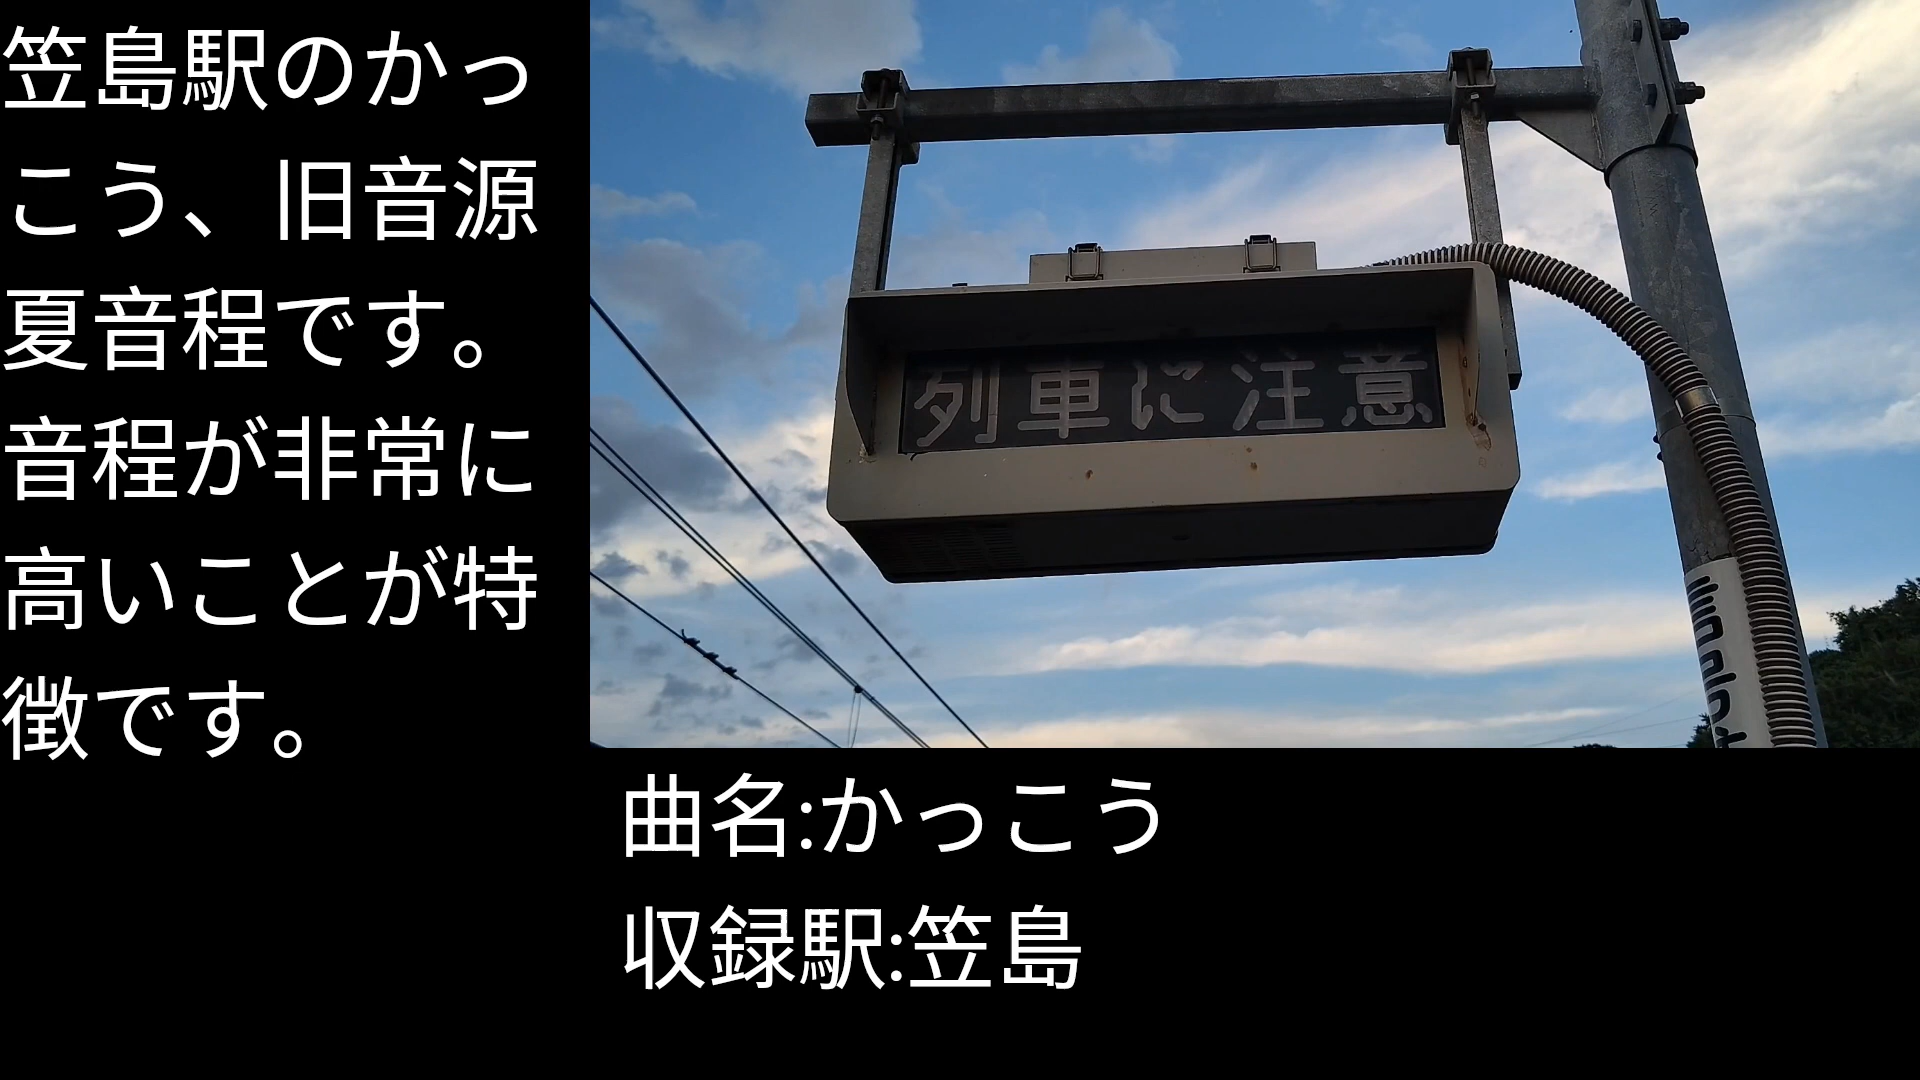 笠島駅のかっ
こう、旧音源
夏音程です。
音程が非常に
高いことが特
徴です。
列車に注意
曲名:かっこう
収録駅:笠島